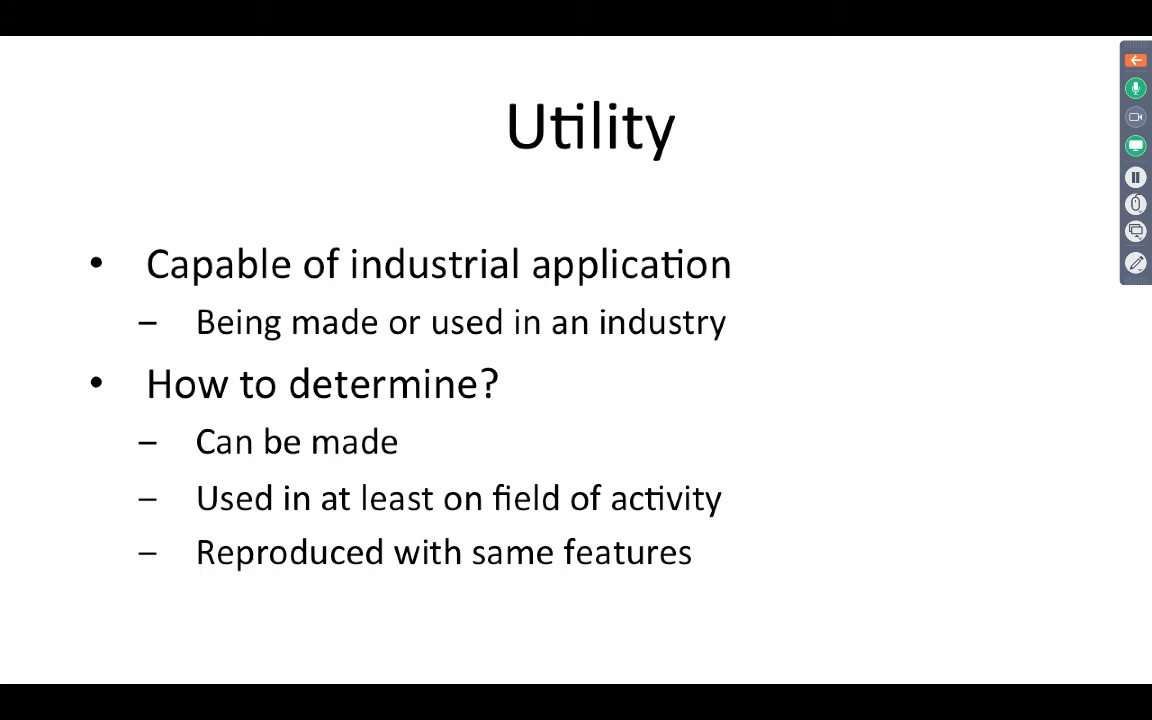 Utility
• Capable of industrial application
– Being made or used in an industry
• How to determine?
– Can be made
– Used in at least on field of activity
– Reproduced with same features